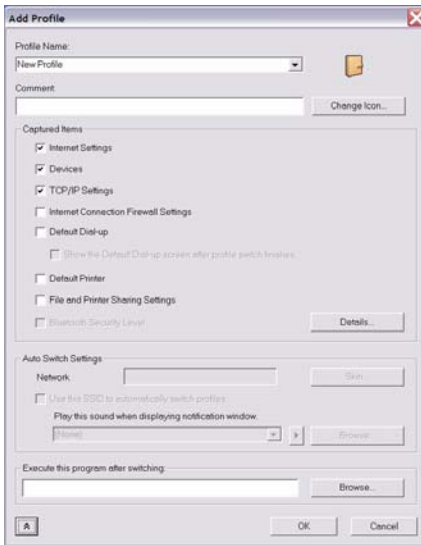 Add Profile
Profile Name:
New Profile
Comment:
Change Icon...
Captured Items
Internet Settings
Devices
TCP/IP Settings
Internet Connection Firewall Settings
Default Dial-up
Show the Default Dial-up screen after profile switch finishes.
Default Printer
File and Printer Sharing Settings
Bluetooth Security Level
Details...
Auto Switch Settings
Network
Use this SSID to automatically switch profiles
Play this sound when displaying notification window.
(None)
Browse...
Execute this program after switching:
Browse...
OK Cancel